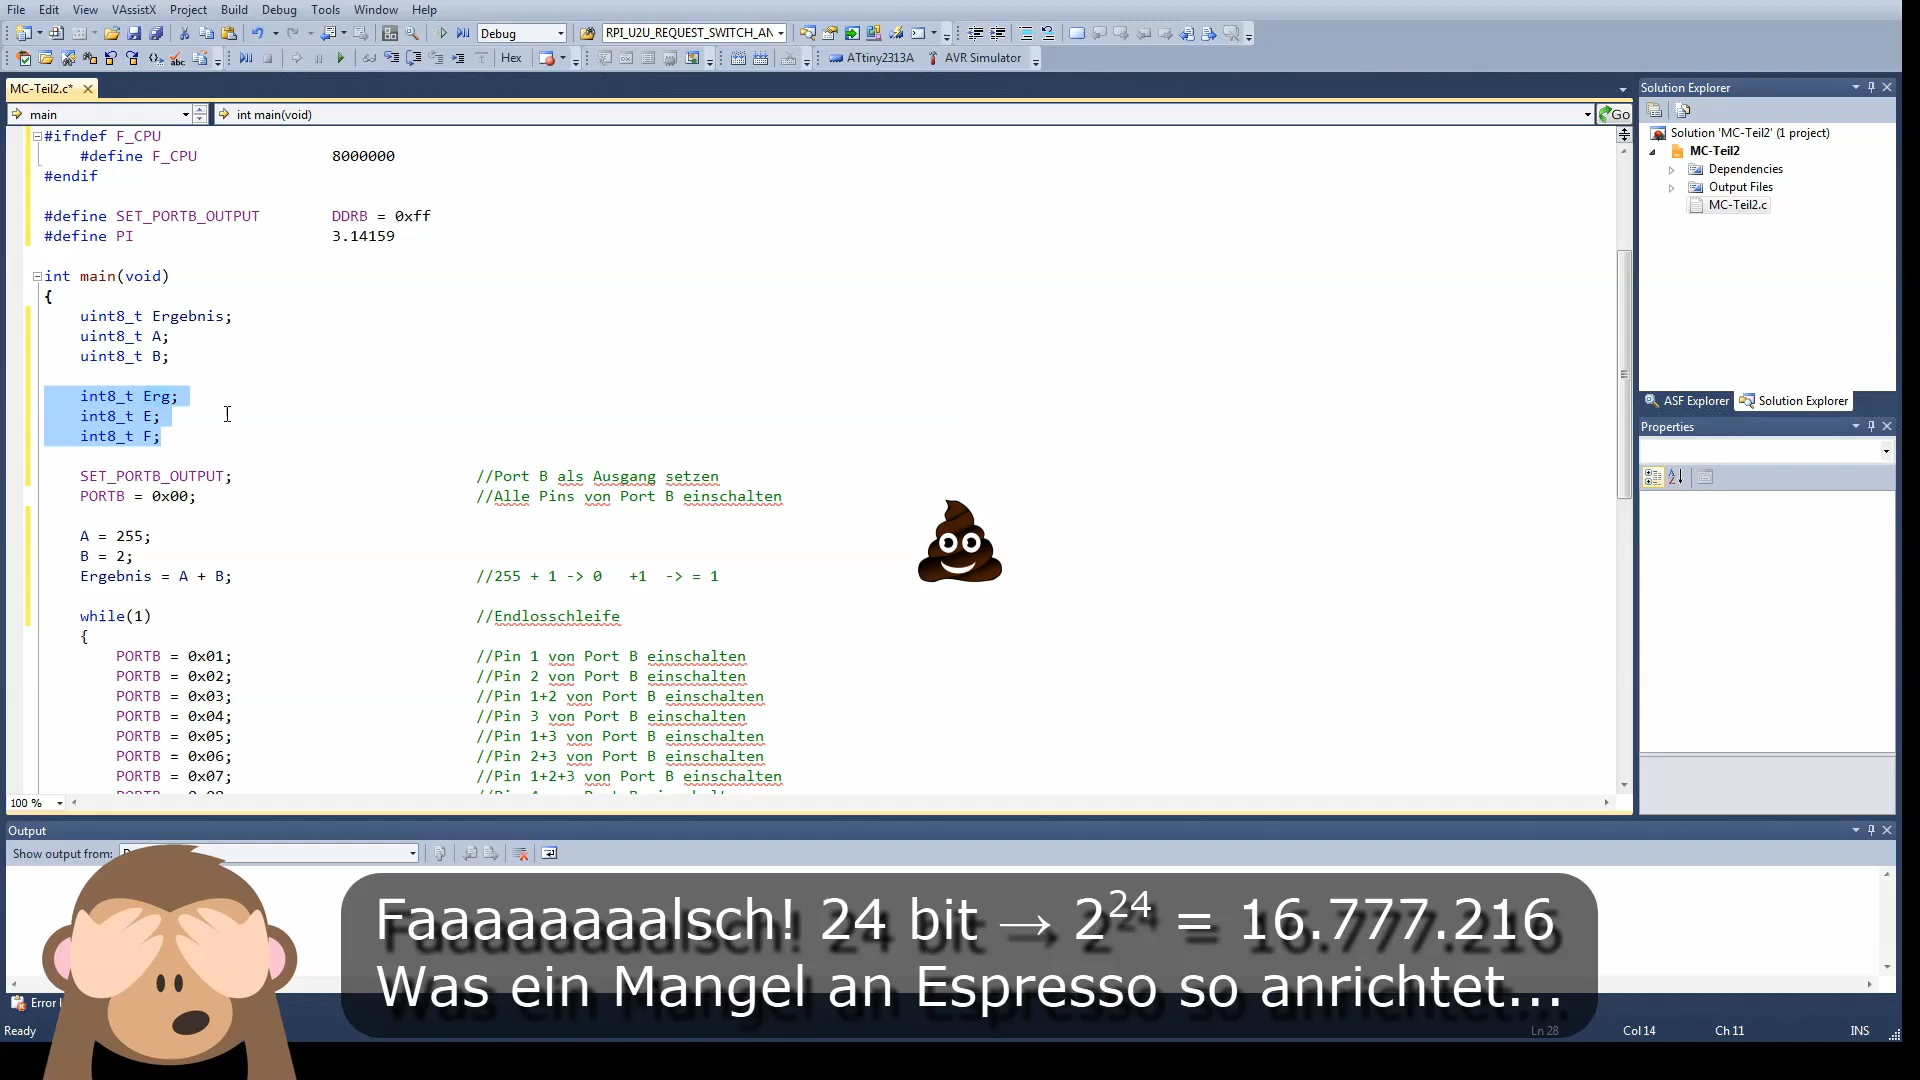 File Edit View VAssistX Project Build Debug Tools Window Help
Debug RPI_U2U_REQUEST_SWITCH_AN
Hex ATtiny2313A AVR Simulator
MC-Teil2.c*
main int main(void) Go
#ifndef F_CPU
#define F_CPU 8000000
#endif
#define SET_PORTB_OUTPUT DDRB = 0xff
#define PI 3.14159
int main(void)
{
uint8_t Ergebnis;
uint8_t A;
uint8_t B;
int8_t Erg;
int8_t E;
int8_t F;
SET_PORTB_OUTPUT; //Port B als Ausgang setzen
PORTB = 0x00; //Alle Pins von Port B einschalten
A = 255;
B = 2;
Ergebnis = A + B; //255 + 1 -> 0 +1 -> = 1
while(1) //Endlosschleife
{
PORTB = 0x01; //Pin 1 von Port B einschalten
PORTB = 0x02; //Pin 2 von Port B einschalten
PORTB = 0x03; //Pin 1+2 von Port B einschalten
PORTB = 0x04; //Pin 3 von Port B einschalten
PORTB = 0x05; //Pin 1+3 von Port B einschalten
PORTB = 0x06; //Pin 2+3 von Port B einschalten
PORTB = 0x07; //Pin 1+2+3 von Port B einschalten
100 %
Solution Explorer
Solution 'MC-Teil2' (1 project)
MC-Teil2
Dependencies
Output Files
MC-Teil2.c
ASF Explorer Solution Explorer
Properties
Output
Show output from:
Error
Faaaaaaaalsch! 24 bit → 2²⁴ = 16.777.216
Was ein Mangel an Espresso so anrichtet...
Ready Ln 28 Col 14 Ch 11 INS